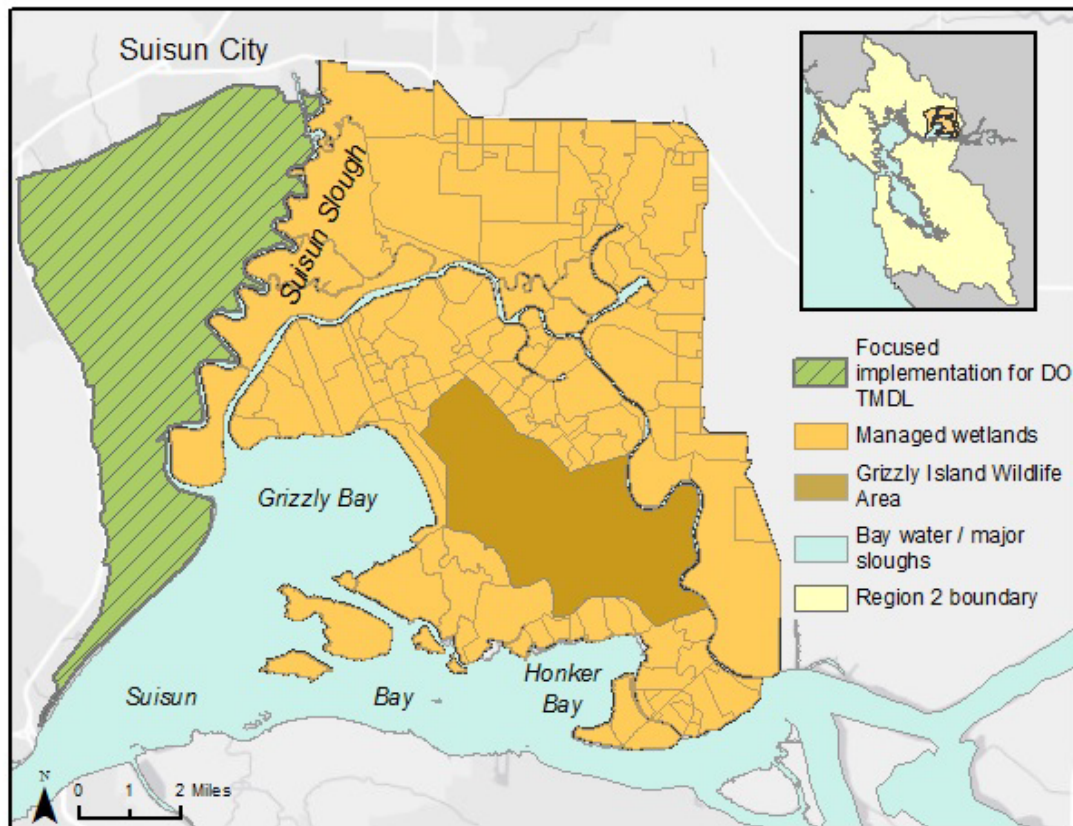 Suisun City
Suisun Slough
Grizzly Bay
Suisun
Bay
Honker
Bay
N
0 1 2 Miles
Focused
implementation for DO
TMDL
Managed wetlands
Grizzly Island Wildlife
Area
Bay water / major
sloughs
Region 2 boundary